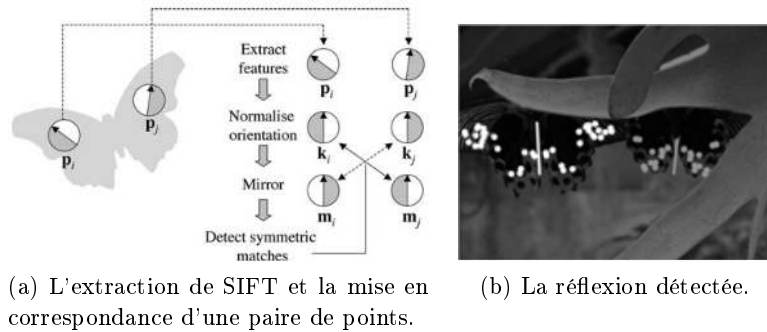 Extract
features
p_i
p_j
p_j
p_i
Normalise
orientation
k_i
k_j
Mirror
m_i
m_j
Detect symmetric
matches
(a) L'extraction de SIFT et la mise en
correspondance d'une paire de points.
(b) La réflexion détectée.